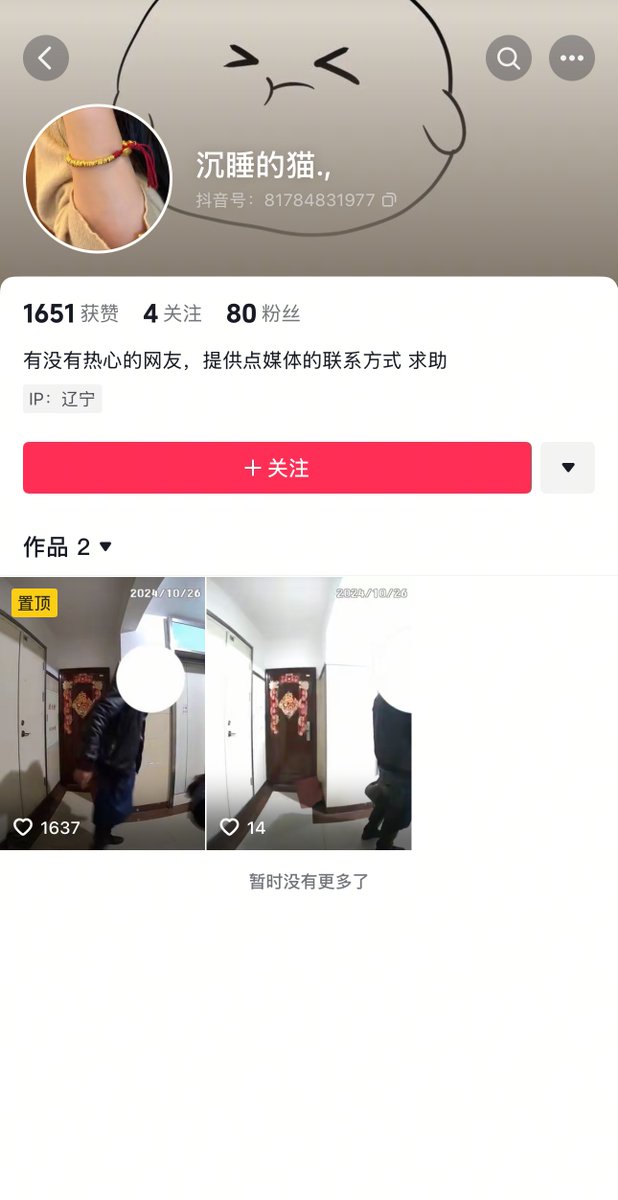 沉睡的猫.,
抖音号：81784831977
1651 获赞 4 关注 80 粉丝
有没有热心的网友，提供点媒体的联系方式 求助
IP：辽宁
关注
作品 2
置顶
2024/10/26
2024/10/26
1637
14
暂时没有更多了